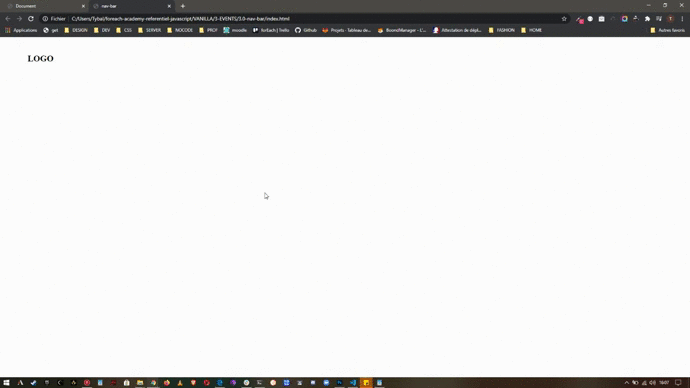 Document
nav-bar
Fichier
C:/Users/Tybal/foreach-academy-referentiel-javascript/VANILLA/3-EVENTS/3.0-nav-bar/index.html
Applications get DESIGN DEV CSS SERVER NOCODE PROF moodle forEach | Trello Github Projets - Tableau de... BoondManager – L'... Attestation de dépl... FASHION HOME Autres favoris
LOGO
16:07